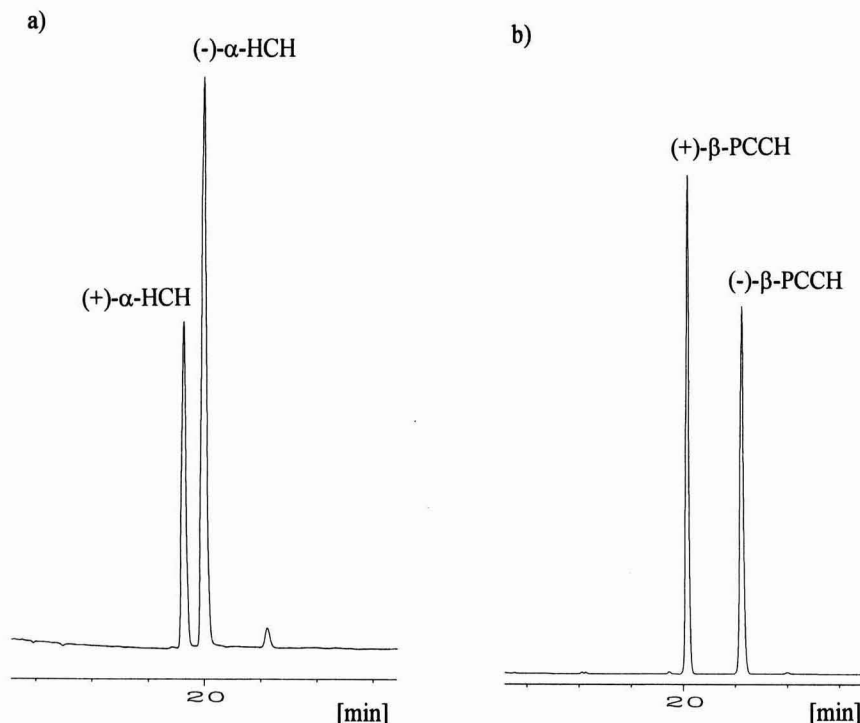 a)
(-)-α-HCH
(+)-α-HCH
20
[min]
b)
(+)-β-PCCH
(-)-β-PCCH
20
[min]